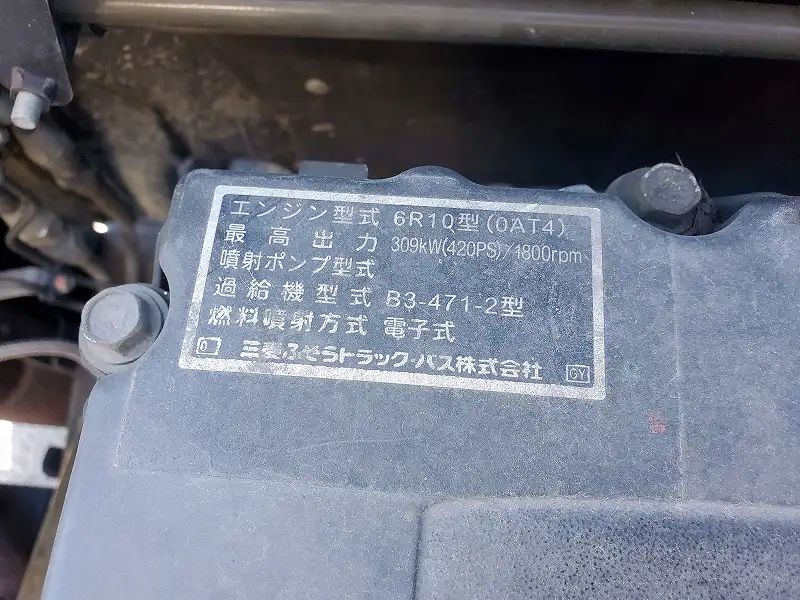 エンジン型式 6R10型(0AT4)
最高出力 309kW(420PS)/1800rpm
噴射ポンプ型式
過給機型式 B3-471-2型
燃料噴射方式 電子式
0 三菱ふそうトラック・バス株式会社 GY